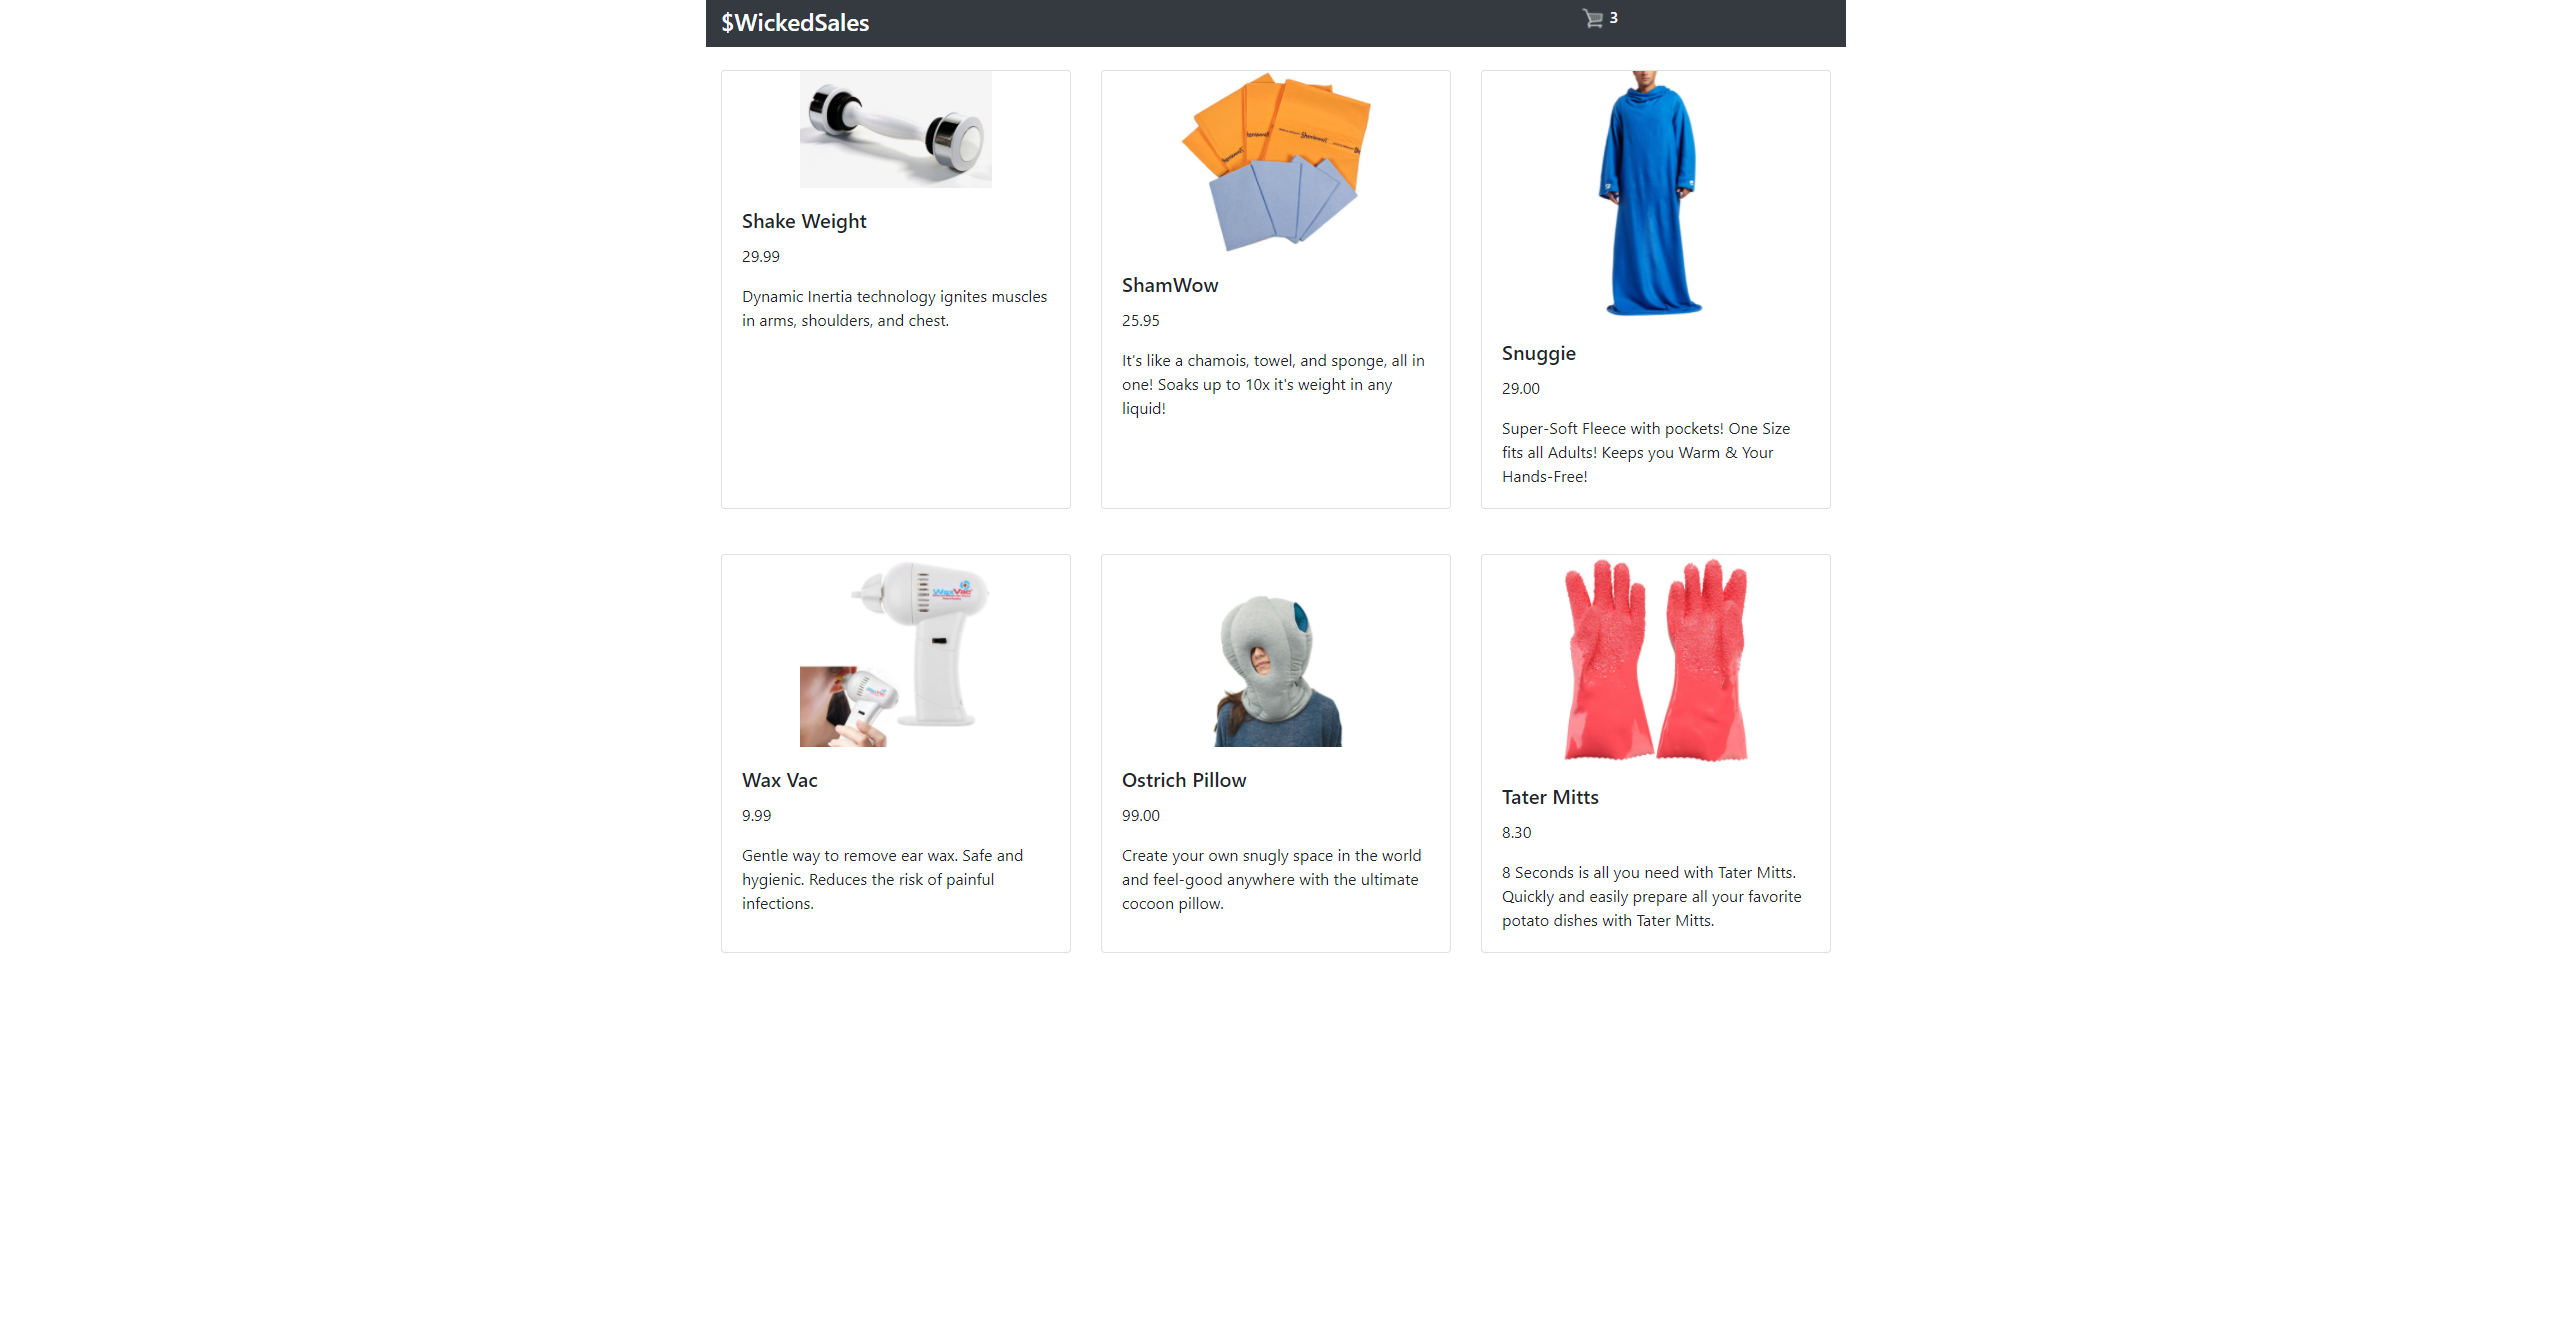 $WickedSales
3
Shake Weight
29.99
Dynamic Inertia technology ignites muscles
in arms, shoulders, and chest.
ShamWow
25.95
It's like a chamois, towel, and sponge, all in
one! Soaks up to 10x it's weight in any
liquid!
Snuggie
29.00
Super-Soft Fleece with pockets! One Size
fits all Adults! Keeps you Warm & Your
Hands-Free!
WaxVac
Wax Vac
9.99
Gentle way to remove ear wax. Safe and
hygienic. Reduces the risk of painful
infections.
Ostrich Pillow
99.00
Create your own snugly space in the world
and feel-good anywhere with the ultimate
cocoon pillow.
Tater Mitts
8.30
8 Seconds is all you need with Tater Mitts.
Quickly and easily prepare all your favorite
potato dishes with Tater Mitts.